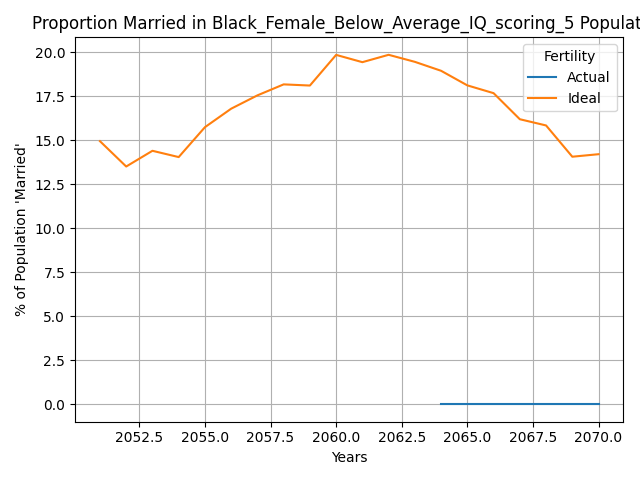 Proportion Married in Black_Female_Below_Average_IQ_scoring_5 Populat
Fertility
Actual
Ideal
20.0
17.5
15.0
12.5
10.0
7.5
5.0
2.5
0.0
% of Population 'Married'
2052.5 2055.0 2057.5 2060.0 2062.5 2065.0 2067.5 2070.0
Years